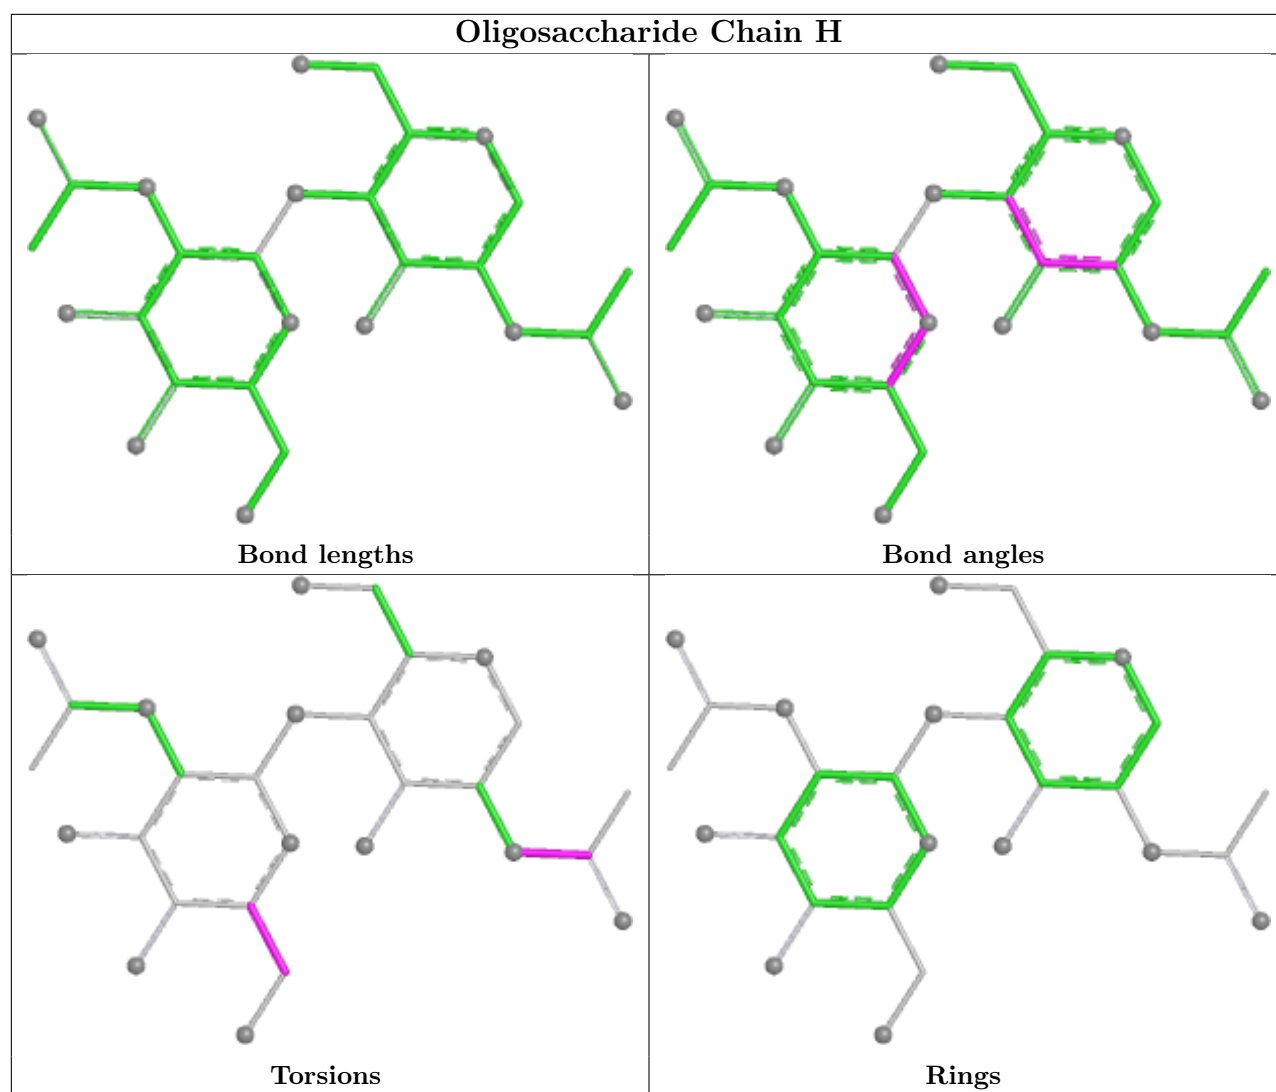 Oligosaccharide Chain H
Bond lengths
Bond angles
Torsions
Rings